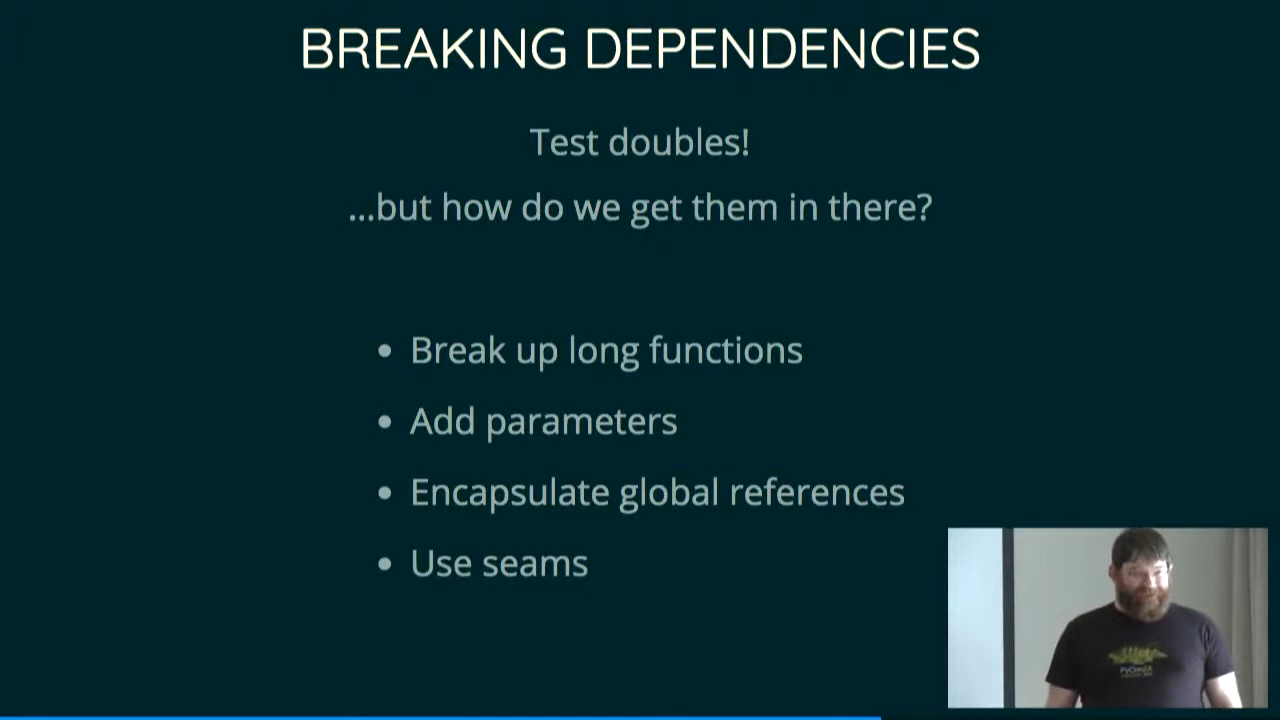 BREAKING DEPENDENCIES
Test doubles!
...but how do we get them in there?
Break up long functions
Add parameters
Encapsulate global references
Use seams
PyConZA